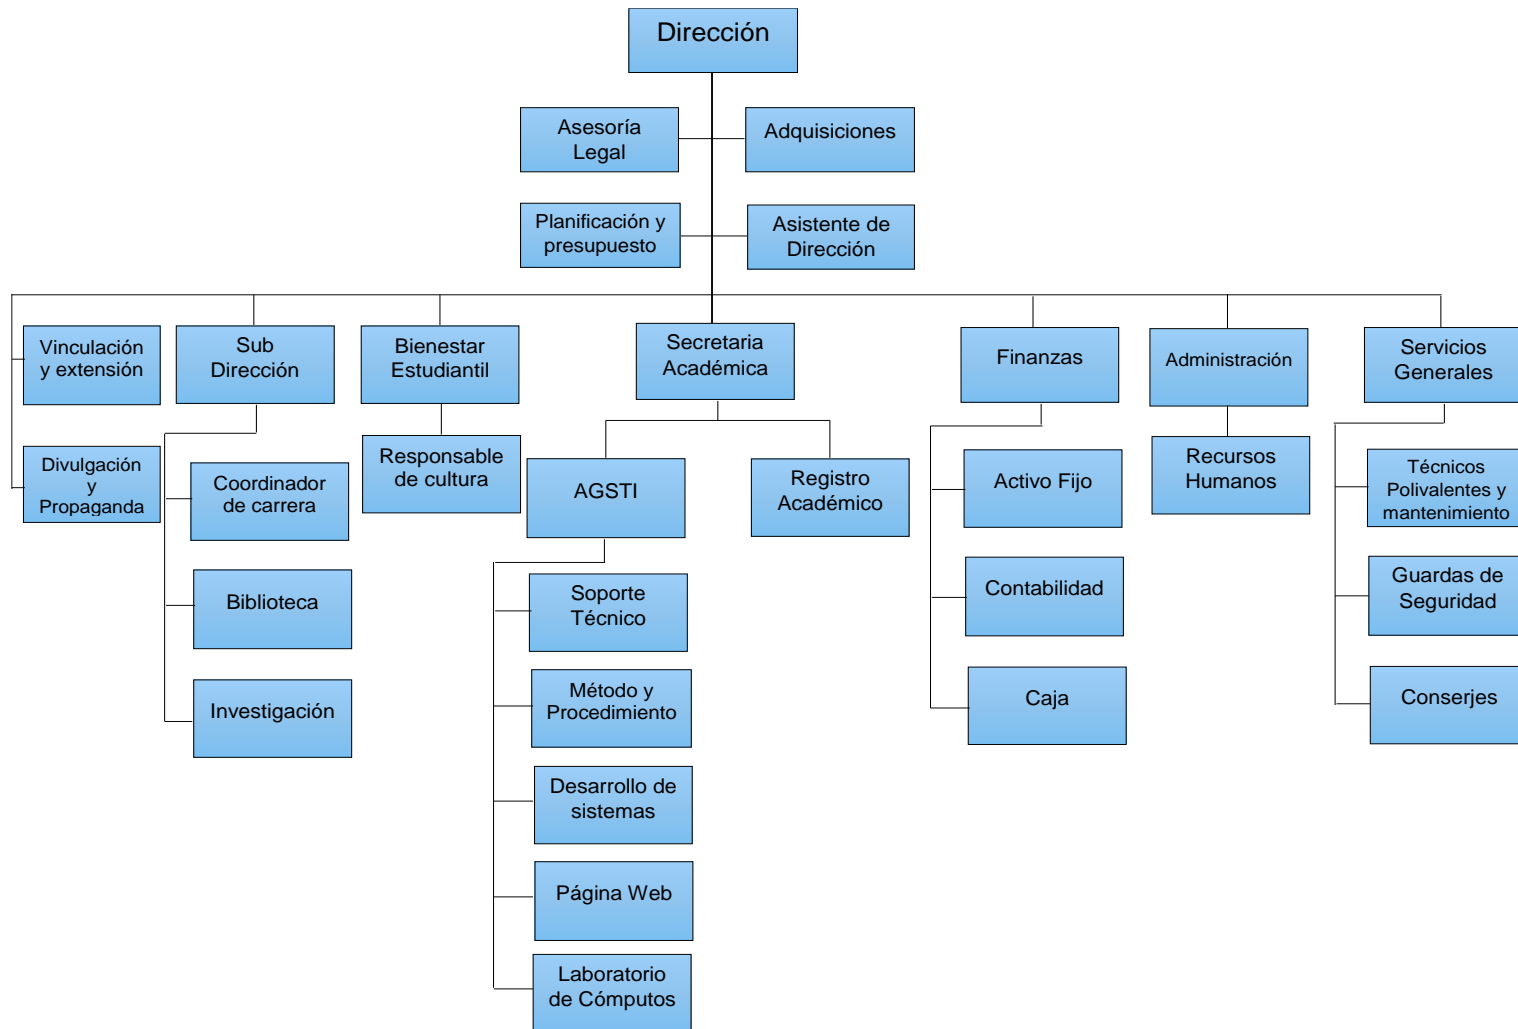 Dirección
Asesoría
Legal
Adquisiciones
Planificación y
presupuesto
Asistente de
Dirección
Vinculación
y extensión
Sub
Dirección
Bienestar
Estudiantil
Secretaria
Académica
Finanzas
Administración
Servicios
Generales
Divulgación
y
Propaganda
Coordinador
de carrera
Biblioteca
Investigación
Responsable
de cultura
AGSTI
Registro
Académico
Soporte
Técnico
Método y
Procedimiento
Desarrollo de
sistemas
Página Web
Laboratorio
de Cómputos
Activo Fijo
Contabilidad
Caja
Recursos
Humanos
Técnicos
Polivalentes y
mantenimiento
Guardas de
Seguridad
Conserjes